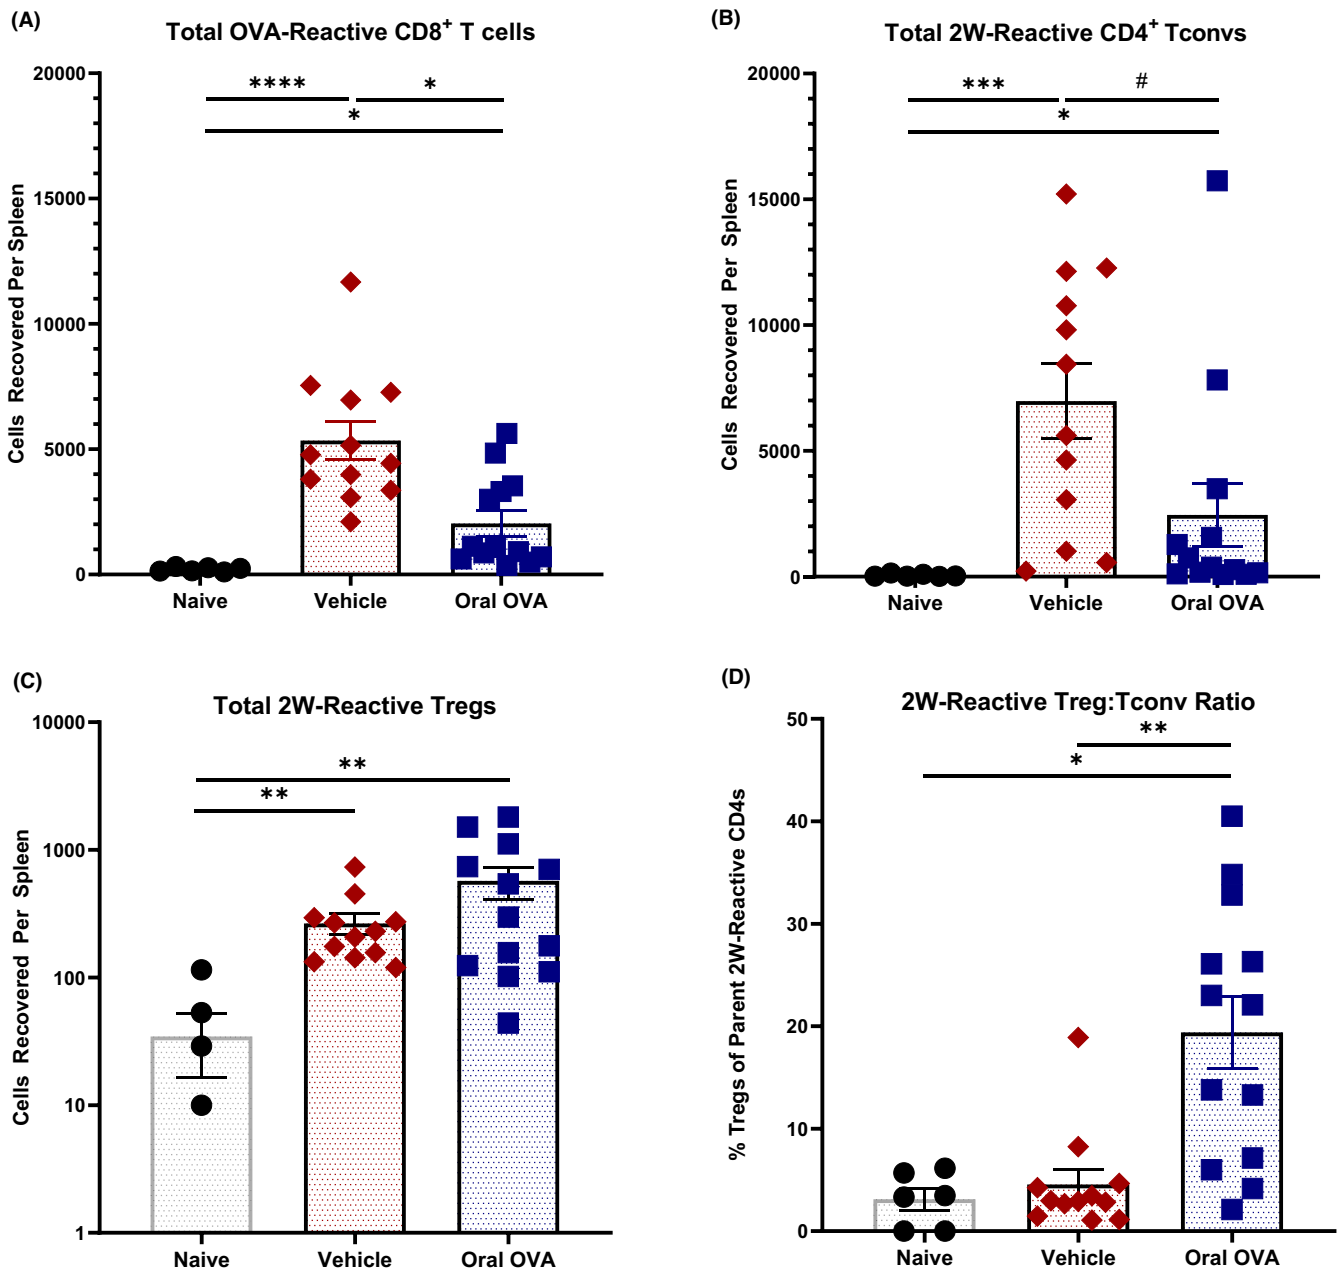 (A)
Total OVA-Reactive CD8+ T cells
20000
15000
10000
5000
0
Cells Recovered Per Spleen
****
*
*
Naive
Vehicle
Oral OVA
(B)
Total 2W-Reactive CD4+ Tconvs
20000
15000
10000
5000
0
Cells Recovered Per Spleen
***
#
*
Naive
Vehicle
Oral OVA
(C)
Total 2W-Reactive Tregs
10000
1000
100
10
1
Cells Recovered Per Spleen
**
**
Naive
Vehicle
Oral OVA
(D)
2W-Reactive Treg:Tconv Ratio
50
40
30
20
10
0
% Tregs of Parent 2W-Reactive CD4s
**
*
Naive
Vehicle
Oral OVA